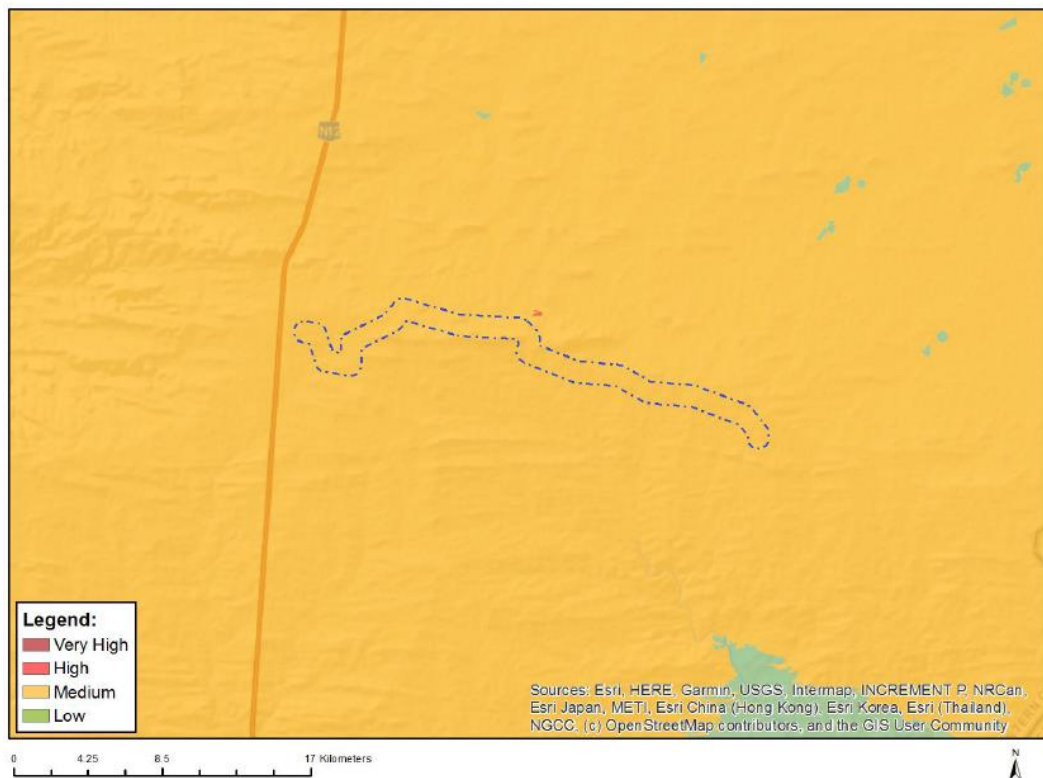 N12
Legend:
Very High
High
Medium
Low
Sources: Esri, HERE, Garmin, USGS, Intermap, INCREMENT P, NRCan,
Esri Japan, METI, Esri China (Hong Kong), Esri Korea, Esri (Thailand),
NGCC, (c) OpenStreetMap contributors, and the GIS User Community
0 4.25 8.5 17 Kilometers
N